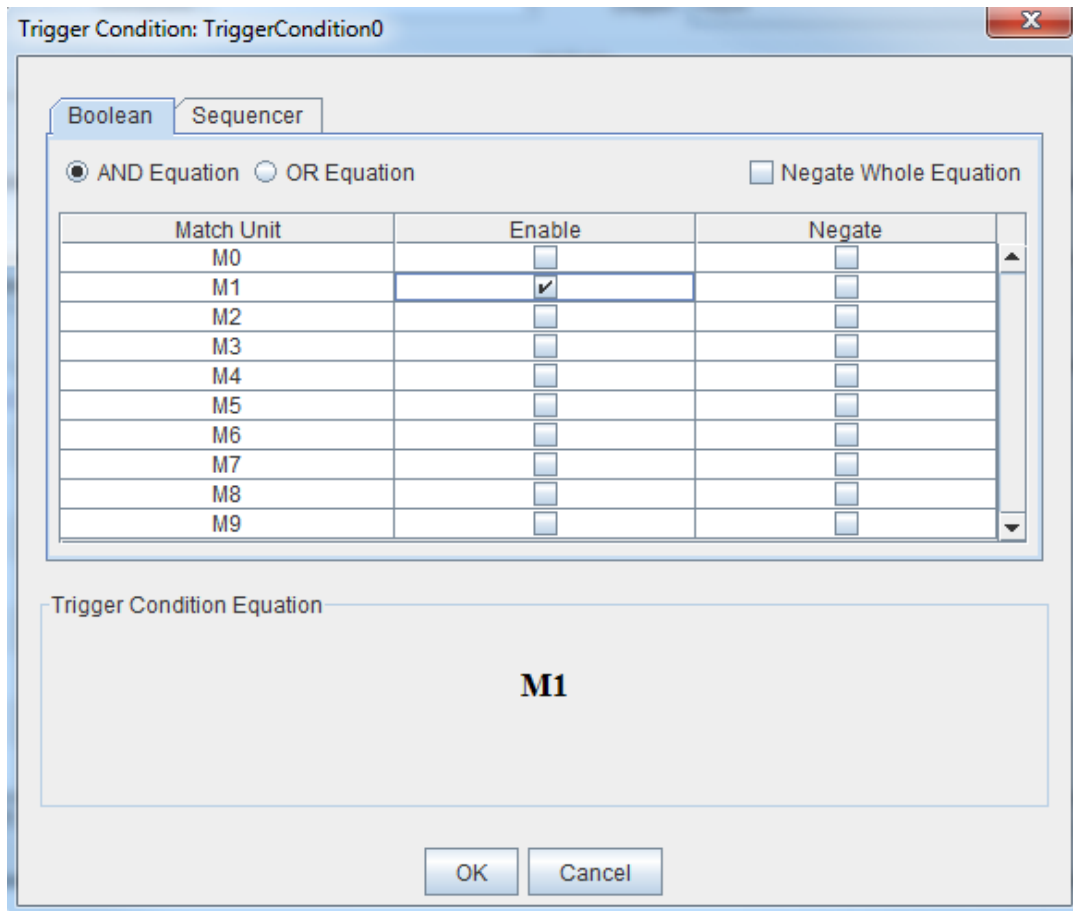 Trigger Condition: TriggerCondition0
Boolean Sequencer
AND Equation OR Equation Negate Whole Equation
Match Unit Enable Negate
M0
M1
M2
M3
M4
M5
M6
M7
M8
M9
Trigger Condition Equation
M1
OK Cancel